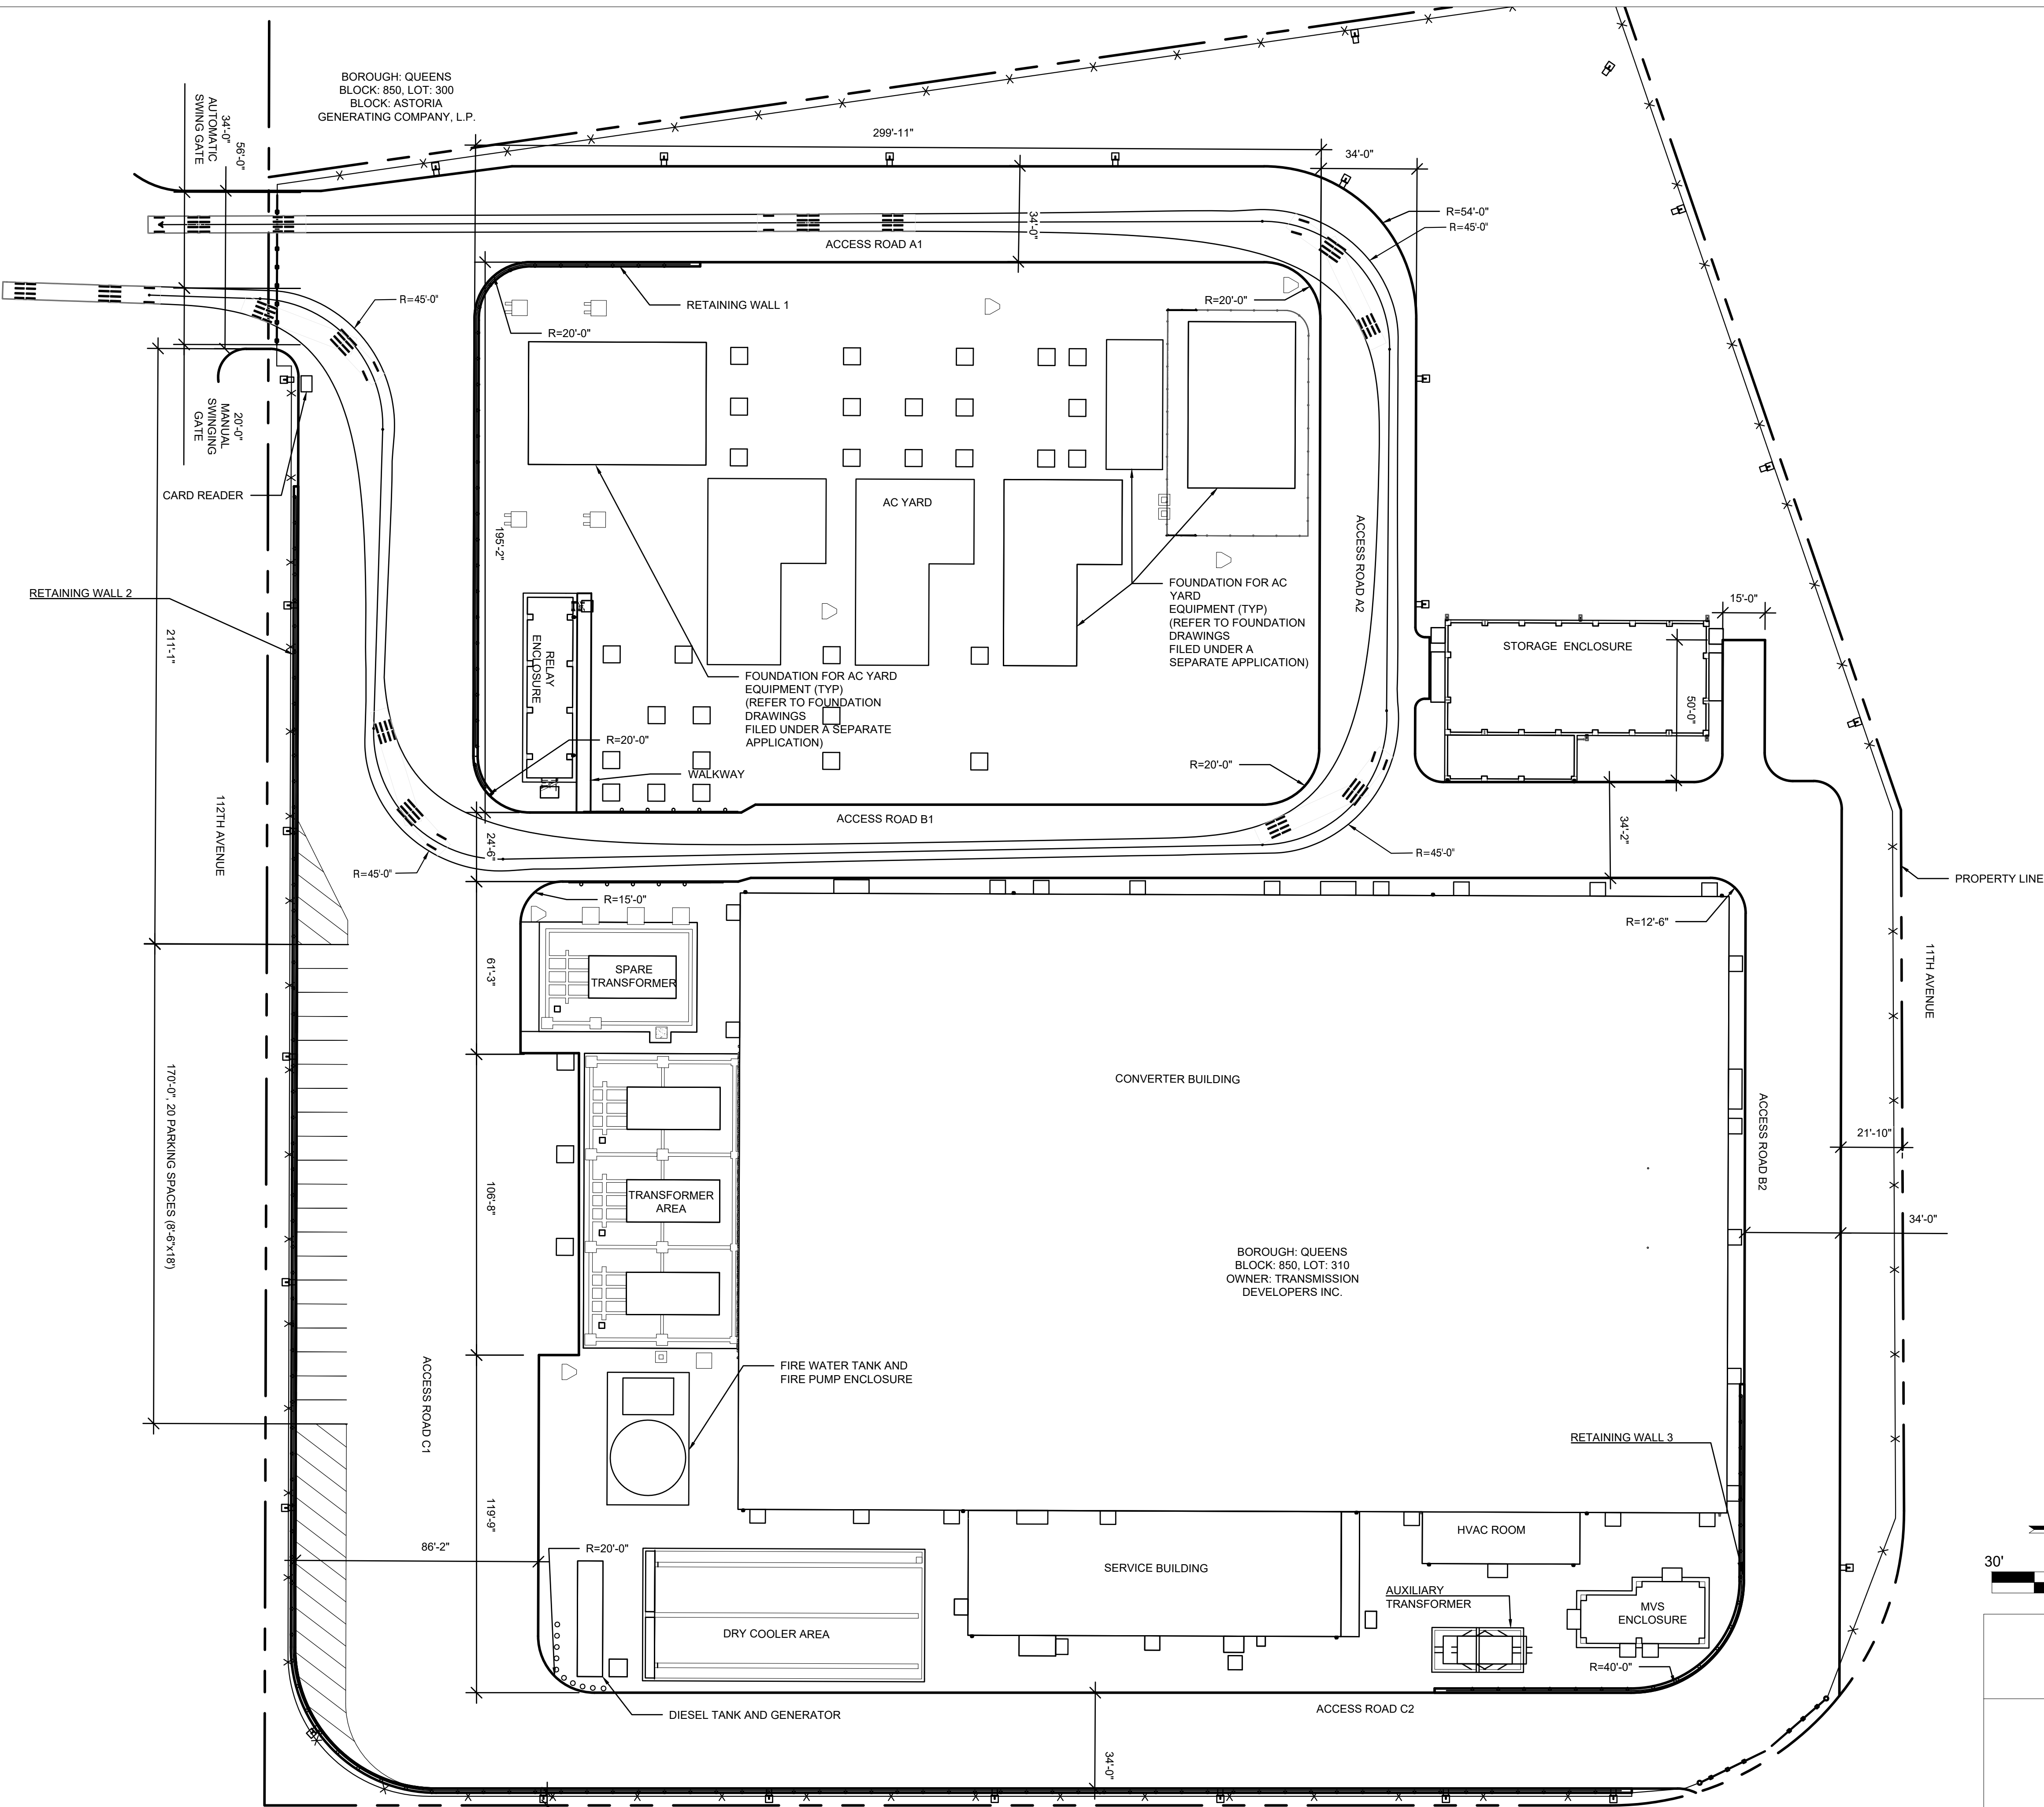 BOROUGH: QUEENS
BLOCK: 850, LOT: 300
BLOCK: ASTORIA
GENERATING COMPANY, L.P.
56'-0"
34'-0"
AUTOMATIC
SWING GATE
299'-11"
34'-0"
R=54'-0"
R=45'-0"
34'-0"
ACCESS ROAD A1
R=45'-0"
RETAINING WALL 1
R=20'-0"
R=20'-0"
20'-0"
MANUAL
SWINGING
GATE
CARD READER
AC YARD
195'-2"
ACCESS ROAD A2
RETAINING WALL 2
211'-1"
FOUNDATION FOR AC
YARD
EQUIPMENT (TYP)
(REFER TO FOUNDATION
DRAWINGS
FILED UNDER A
SEPARATE APPLICATION)
15'-0"
STORAGE ENCLOSURE
50'-0"
RELAY
ENCLOSURE
FOUNDATION FOR AC YARD
EQUIPMENT (TYP)
(REFER TO FOUNDATION
DRAWINGS
FILED UNDER A SEPARATE
APPLICATION)
R=20'-0"
WALKWAY
R=20'-0"
112TH AVENUE
ACCESS ROAD B1
24'-6"
34'-2"
R=45'-0"
R=45'-0"
PROPERTY LINE
R=15'-0"
R=12'-6"
11TH AVENUE
61'-3"
SPARE
TRANSFORMER
CONVERTER BUILDING
ACCESS ROAD B2
21'-10"
170'-0", 20 PARKING SPACES (8'-6"x18')
106'-8"
TRANSFORMER
AREA
34'-0"
BOROUGH: QUEENS
BLOCK: 850, LOT: 310
OWNER: TRANSMISSION
DEVELOPERS INC.
ACCESS ROAD C1
FIRE WATER TANK AND
FIRE PUMP ENCLOSURE
RETAINING WALL 3
119'-9"
86'-2"
R=20'-0"
HVAC ROOM
SERVICE BUILDING
30'
AUXILIARY
TRANSFORMER
MVS
ENCLOSURE
DRY COOLER AREA
R=40'-0"
DIESEL TANK AND GENERATOR
ACCESS ROAD C2
34'-0"